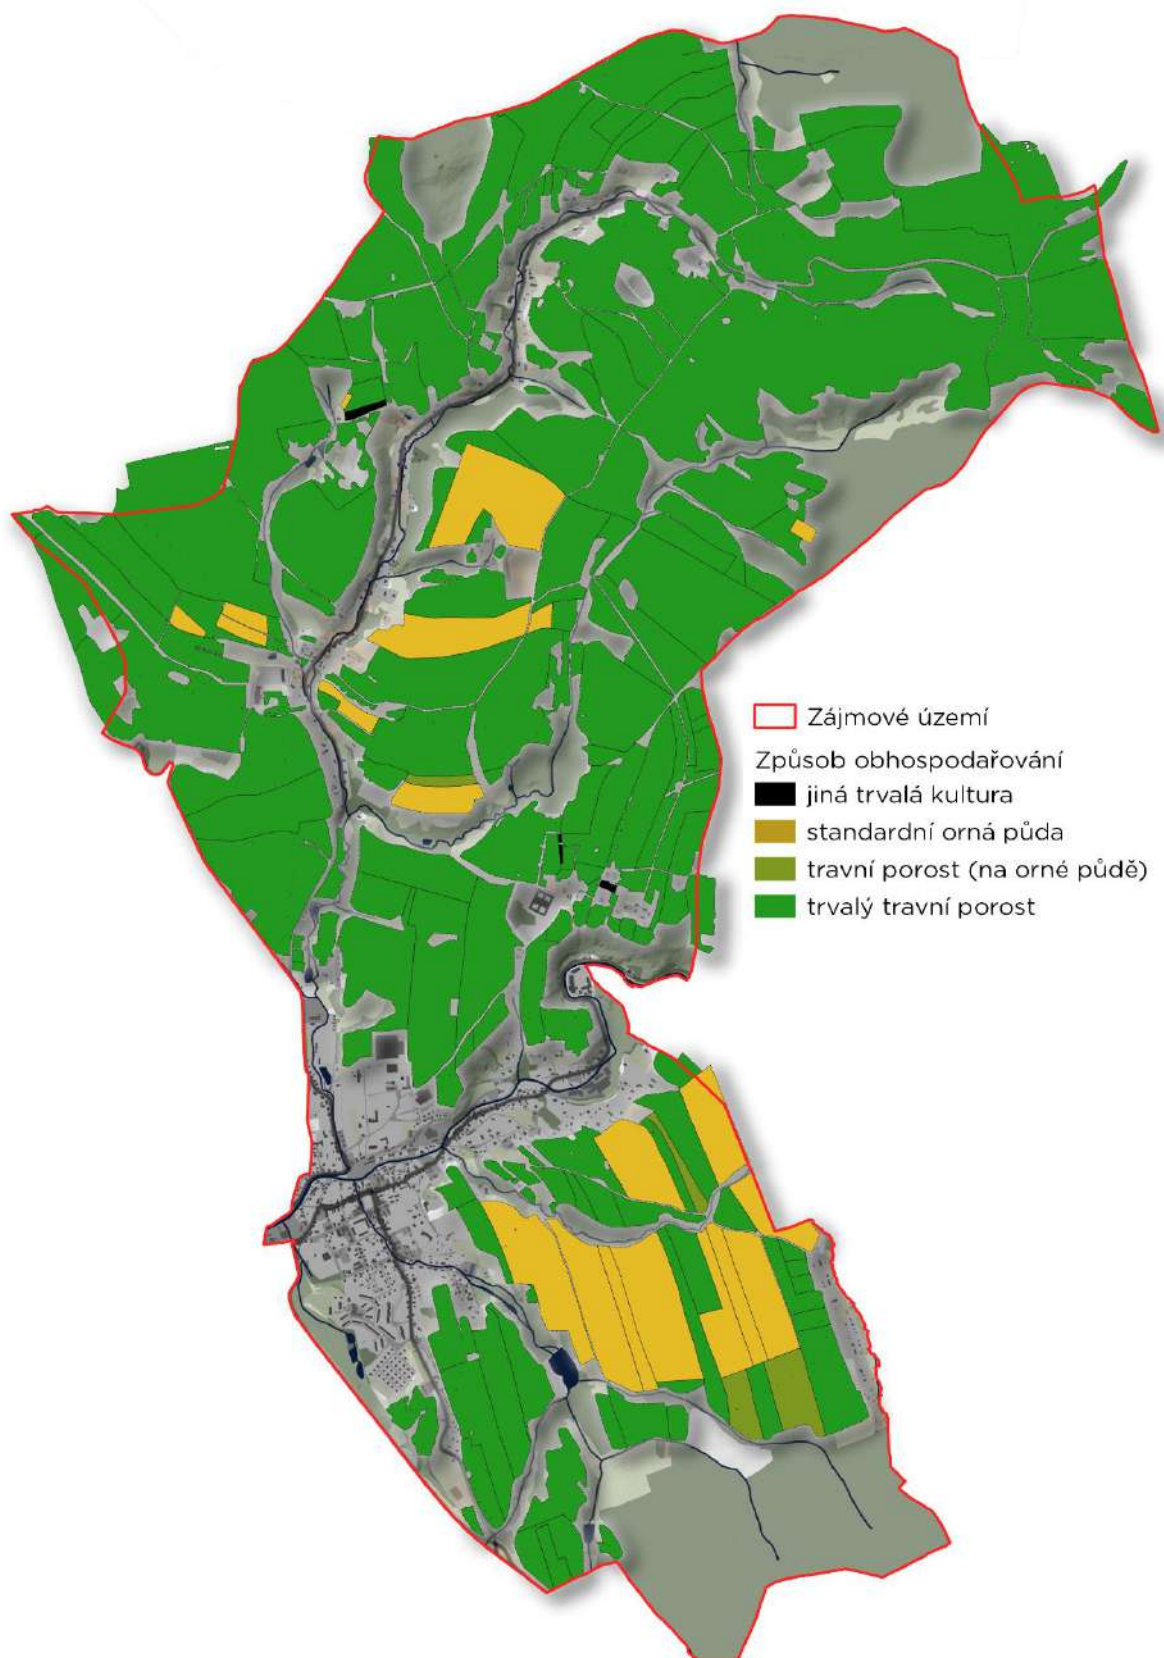 Zájmové území
Způsob obhospodařování
jiná trvalá kultura
standardní orná půda
travní porost (na orné půdě)
trvalý travní porost